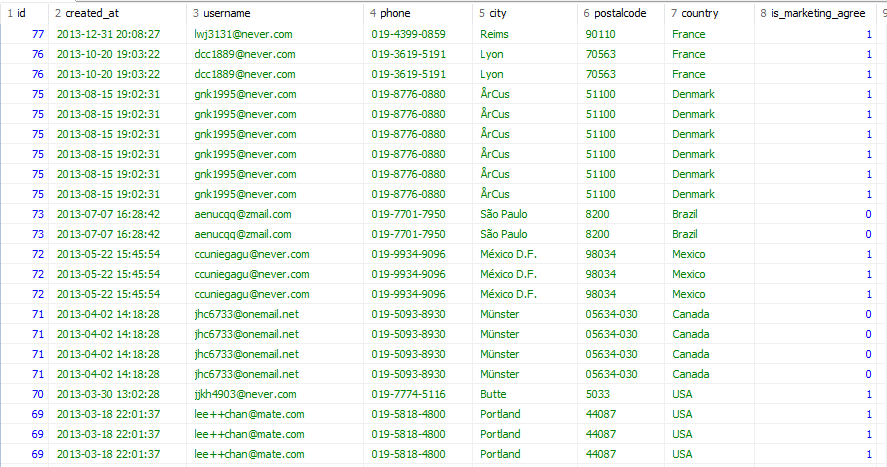 1 id 2 created_at 3 username 4 phone 5 city 6 postalcode 7 country 8 is_marketing_agree 9
77 2013-12-31 20:08:27 lwj3131@never.com 019-4399-0859 Reims 90110 France 1
76 2013-10-20 19:03:22 dcc1889@never.com 019-3619-5191 Lyon 70563 France 1
76 2013-10-20 19:03:22 dcc1889@never.com 019-3619-5191 Lyon 70563 France 1
75 2013-08-15 19:02:31 gnk1995@never.com 019-8776-0880 ÅrCus 51100 Denmark 1
75 2013-08-15 19:02:31 gnk1995@never.com 019-8776-0880 ÅrCus 51100 Denmark 1
75 2013-08-15 19:02:31 gnk1995@never.com 019-8776-0880 ÅrCus 51100 Denmark 1
75 2013-08-15 19:02:31 gnk1995@never.com 019-8776-0880 ÅrCus 51100 Denmark 1
75 2013-08-15 19:02:31 gnk1995@never.com 019-8776-0880 ÅrCus 51100 Denmark 1
75 2013-08-15 19:02:31 gnk1995@never.com 019-8776-0880 ÅrCus 51100 Denmark 1
73 2013-07-07 16:28:42 aenucqq@zmail.com 019-7701-7950 São Paulo 8200 Brazil 0
73 2013-07-07 16:28:42 aenucqq@zmail.com 019-7701-7950 São Paulo 8200 Brazil 0
72 2013-05-22 15:45:54 ccuniegagu@never.com 019-9934-9096 México D.F. 98034 Mexico 1
72 2013-05-22 15:45:54 ccuniegagu@never.com 019-9934-9096 México D.F. 98034 Mexico 1
72 2013-05-22 15:45:54 ccuniegagu@never.com 019-9934-9096 México D.F. 98034 Mexico 1
71 2013-04-02 14:18:28 jhc6733@onemail.net 019-5093-8930 Münster 05634-030 Canada 0
71 2013-04-02 14:18:28 jhc6733@onemail.net 019-5093-8930 Münster 05634-030 Canada 0
71 2013-04-02 14:18:28 jhc6733@onemail.net 019-5093-8930 Münster 05634-030 Canada 0
71 2013-04-02 14:18:28 jhc6733@onemail.net 019-5093-8930 Münster 05634-030 Canada 0
70 2013-03-30 13:02:28 jjkh4903@never.com 019-7774-5116 Butte 5033 USA 1
69 2013-03-18 22:01:37 lee++chan@mate.com 019-5818-4800 Portland 44087 USA 1
69 2013-03-18 22:01:37 lee++chan@mate.com 019-5818-4800 Portland 44087 USA 1
69 2013-03-18 22:01:37 lee++chan@mate.com 019-5818-4800 Portland 44087 USA 1